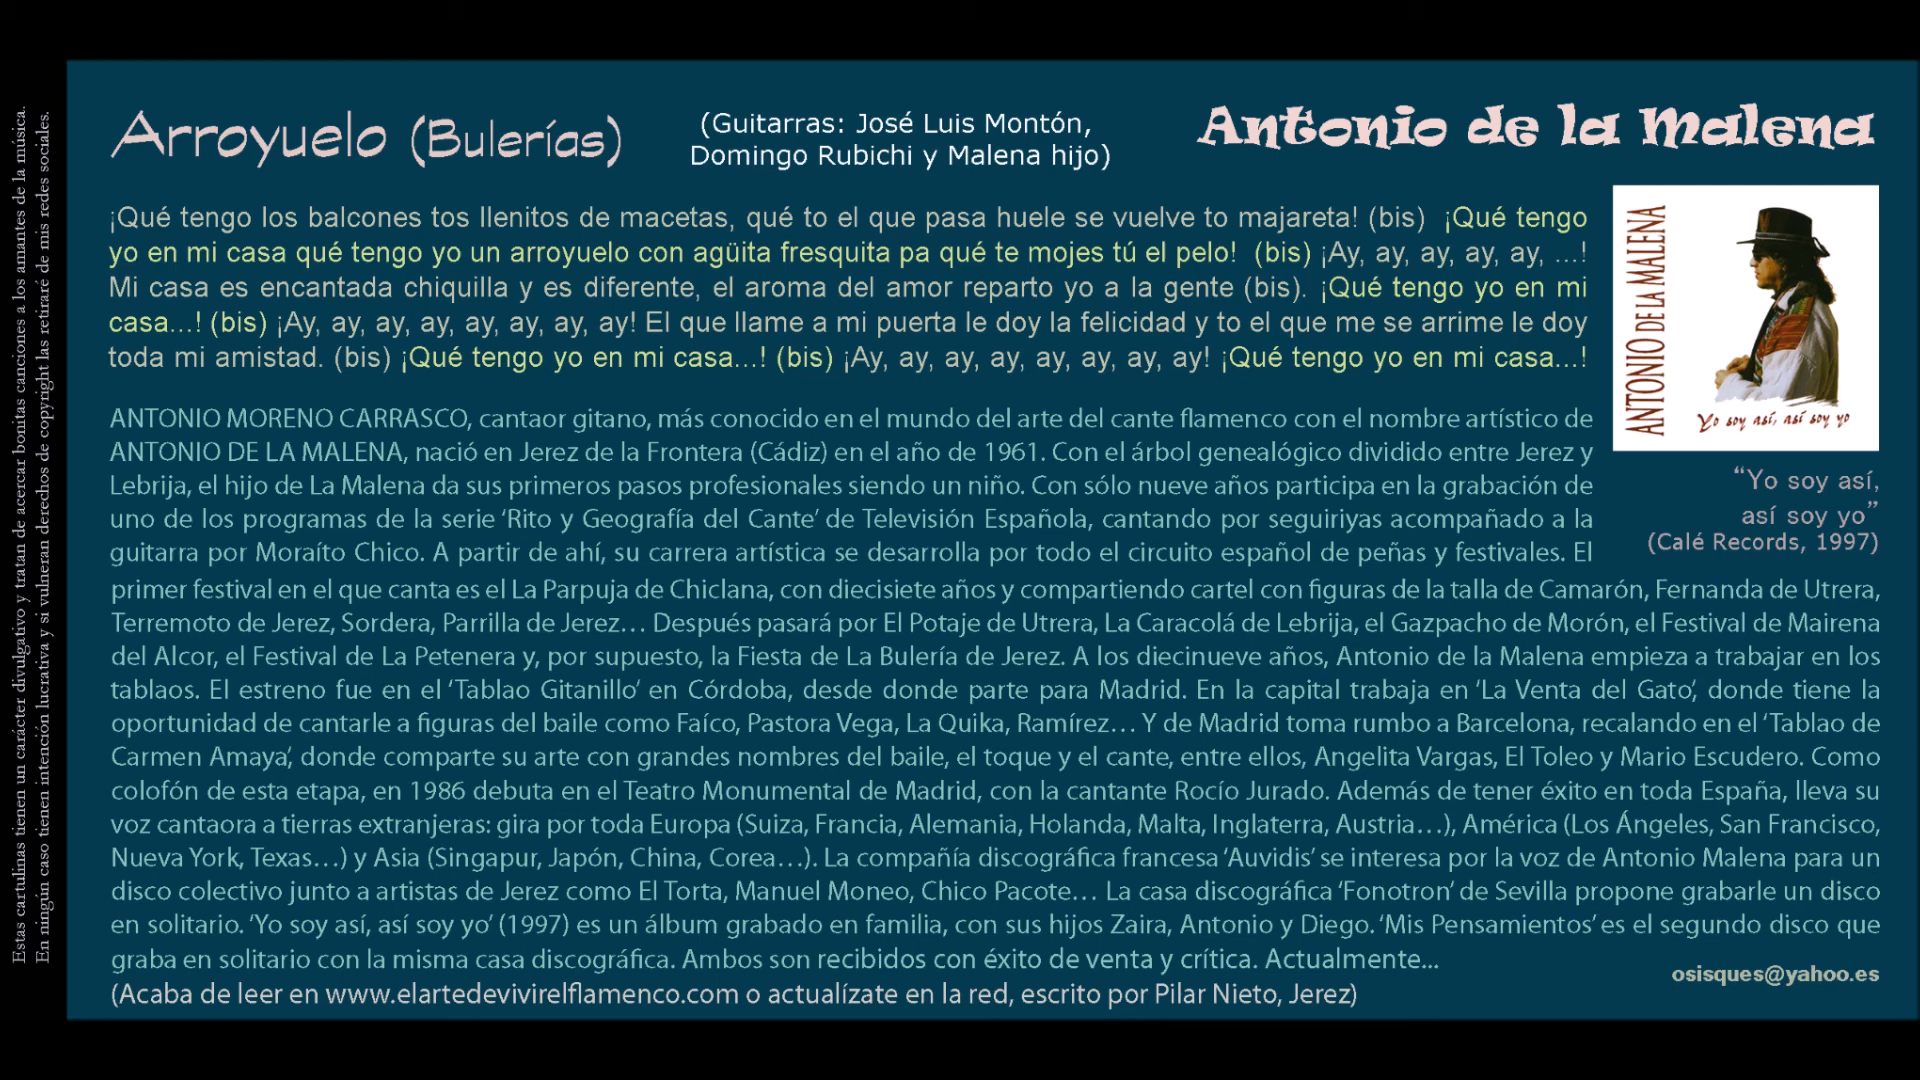 Arroyuelo (Bulerías)
(Guitarras: José Luis Montón,
Domingo Rubichi y Malena hijo)
Antonio de la Malena
¡Qué tengo los balcones tos llenitos de macetas, qué to el que pasa huele se vuelve to majareta! (bis) ¡Qué tengo
yo en mi casa qué tengo yo un arroyuelo con agüita fresquita pa qué te mojes tú el pelo! (bis) ¡Ay, ay, ay, ay, ay, ...!
Mi casa es encantada chiquilla y es diferente, el aroma del amor reparto yo a la gente (bis). ¡Qué tengo yo en mi
casa...! (bis) ¡Ay, ay, ay, ay, ay, ay, ay, ay! El que llame a mi puerta le doy la felicidad y to el que me se arrime le doy
toda mi amistad. (bis) ¡Qué tengo yo en mi casa...! (bis) ¡Ay, ay, ay, ay, ay, ay, ay, ay! ¡Qué tengo yo en mi casa...!
ANTONIO DE LA MALENA
Yo soy así, así soy yo
"Yo soy así,
así soy yo"
(Calé Records, 1997)
ANTONIO MORENO CARRASCO, cantaor gitano, más conocido en el mundo del arte del cante flamenco con el nombre artístico de
ANTONIO DE LA MALENA, nació en Jerez de la Frontera (Cádiz) en el año de 1961. Con el árbol genealógico dividido entre Jerez y
Lebrija, el hijo de La Malena da sus primeros pasos profesionales siendo un niño. Con sólo nueve años participa en la grabación de
uno de los programas de la serie 'Rito y Geografía del Cante' de Televisión Española, cantando por seguiriyas acompañado a la
guitarra por Moraíto Chico. A partir de ahí, su carrera artística se desarrolla por todo el circuito español de peñas y festivales. El
primer festival en el que canta es el La Parpuja de Chiclana, con diecisiete años y compartiendo cartel con figuras de la talla de Camarón, Fernanda de Utrera,
Terremoto de Jerez, Sordera, Parrilla de Jerez... Después pasará por El Potaje de Utrera, La Caracolá de Lebrija, el Gazpacho de Morón, el Festival de Mairena
del Alcor, el Festival de La Petenera y, por supuesto, la Fiesta de La Bulería de Jerez. A los diecinueve años, Antonio de la Malena empieza a trabajar en los
tablaos. El estreno fue en el 'Tablao Gitanillo' en Córdoba, desde donde parte para Madrid. En la capital trabaja en 'La Venta del Gato', donde tiene la
oportunidad de cantarle a figuras del baile como Faíco, Pastora Vega, La Quika, Ramírez... Y de Madrid toma rumbo a Barcelona, recalando en el 'Tablao de
Carmen Amaya', donde comparte su arte con grandes nombres del baile, el toque y el cante, entre ellos, Angelita Vargas, El Toleo y Mario Escudero. Como
colofón de esta etapa, en 1986 debuta en el Teatro Monumental de Madrid, con la cantante Rocío Jurado. Además de tener éxito en toda España, lleva su
voz cantaora a tierras extranjeras: gira por toda Europa (Suiza, Francia, Alemania, Holanda, Malta, Inglaterra, Austria...), América (Los Ángeles, San Francisco,
Nueva York, Texas...) y Asia (Singapur, Japón, China, Corea...). La compañía discográfica francesa 'Auvidis' se interesa por la voz de Antonio Malena para un
disco colectivo junto a artistas de Jerez como El Torta, Manuel Moneo, Chico Pacote... La casa discográfica 'Fonotron' de Sevilla propone grabarle un disco
en solitario. 'Yo soy así, así soy yo' (1997) es un álbum grabado en familia, con sus hijos Zaira, Antonio y Diego. 'Mis Pensamientos' es el segundo disco que
graba en solitario con la misma casa discográfica. Ambos son recibidos con éxito de venta y crítica. Actualmente...
(Acaba de leer en www.elartedevivirelflamenco.com o actualízate en la red, escrito por Pilar Nieto, Jerez)
osisques@yahoo.es
Estas cartulinas tienen un carácter divulgativo y tratan de acercar bonitas canciones a los amantes de la música.
En ningún caso tienen intención lucrativa y si vulneran derechos de copyright las retiraré de mis redes sociales.